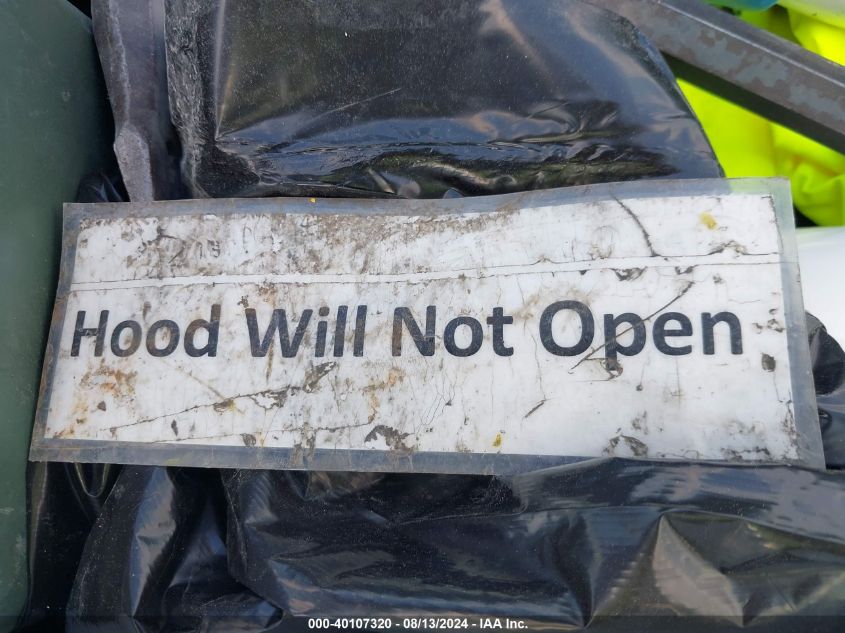 Hood Will Not Open
000-40107320 - 08/13/2024 - IAA Inc.